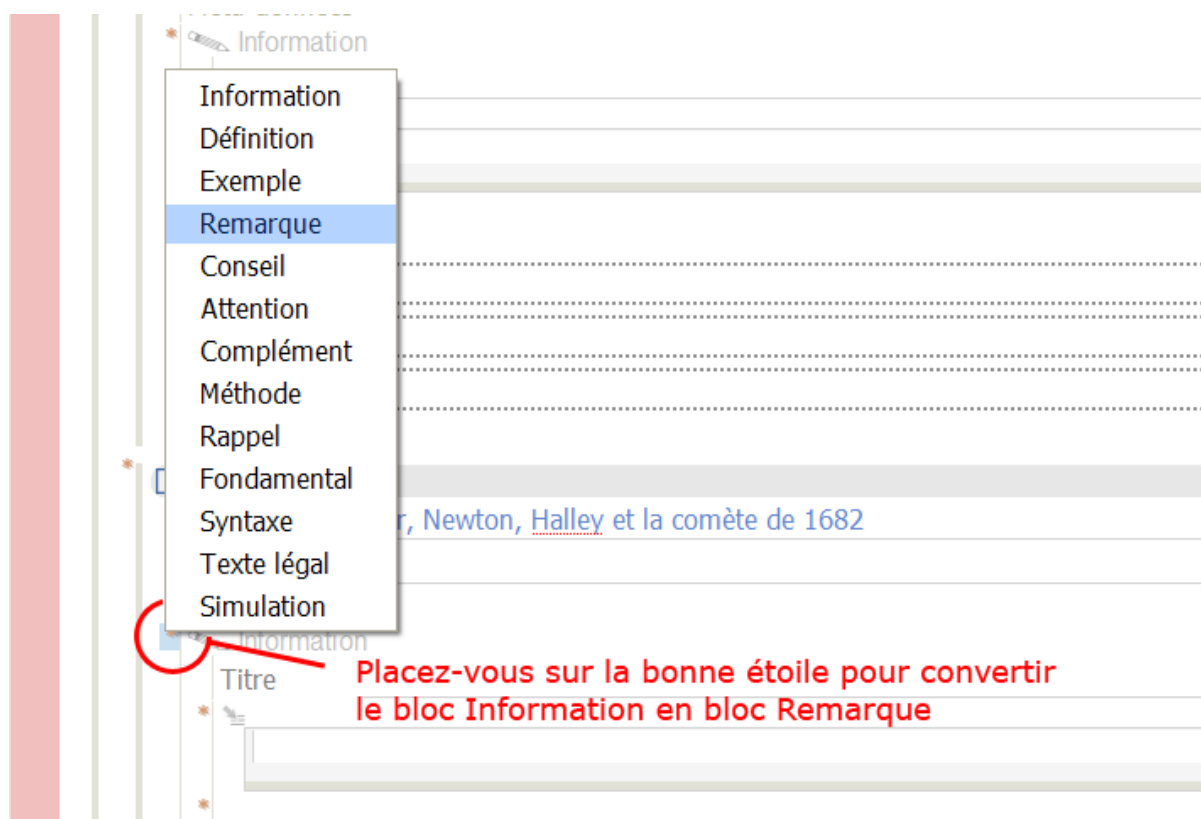 Information
Information
Définition
Exemple
Remarque
Conseil
Attention
Complément
Méthode
Rappel
Fondamental
Syntaxe
Texte légal
Simulation
, Newton, Halley et la comète de 1682
Information
Titre
Placez-vous sur la bonne étoile pour convertir
le bloc Information en bloc Remarque